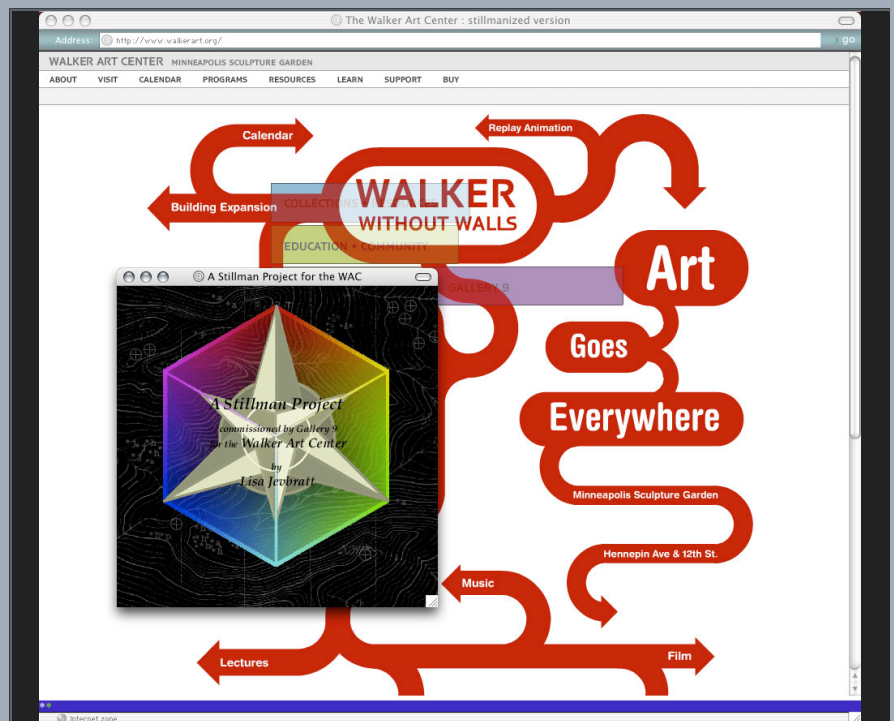 The Walker Art Center : stillmanized version
Address: http://www.walkerart.org/ go
WALKER ART CENTER MINNEAPOLIS SCULPTURE GARDEN
ABOUT VISIT CALENDAR PROGRAMS RESOURCES LEARN SUPPORT BUY
Calendar
Replay Animation
Building Expansion
COLLECTIONS + RESOURCES
WALKER
WITHOUT WALLS
EDUCATION + COMMUNITY
GALLERY 9
Art
Goes
Everywhere
Minneapolis Sculpture Garden
Hennepin Ave & 12th St.
A Stillman Project for the WAC
A Stillman Project
commissioned by Gallery 9
for the Walker Art Center
by
Lisa Jevbratt
Music
Lectures
Film
**
Internet zone